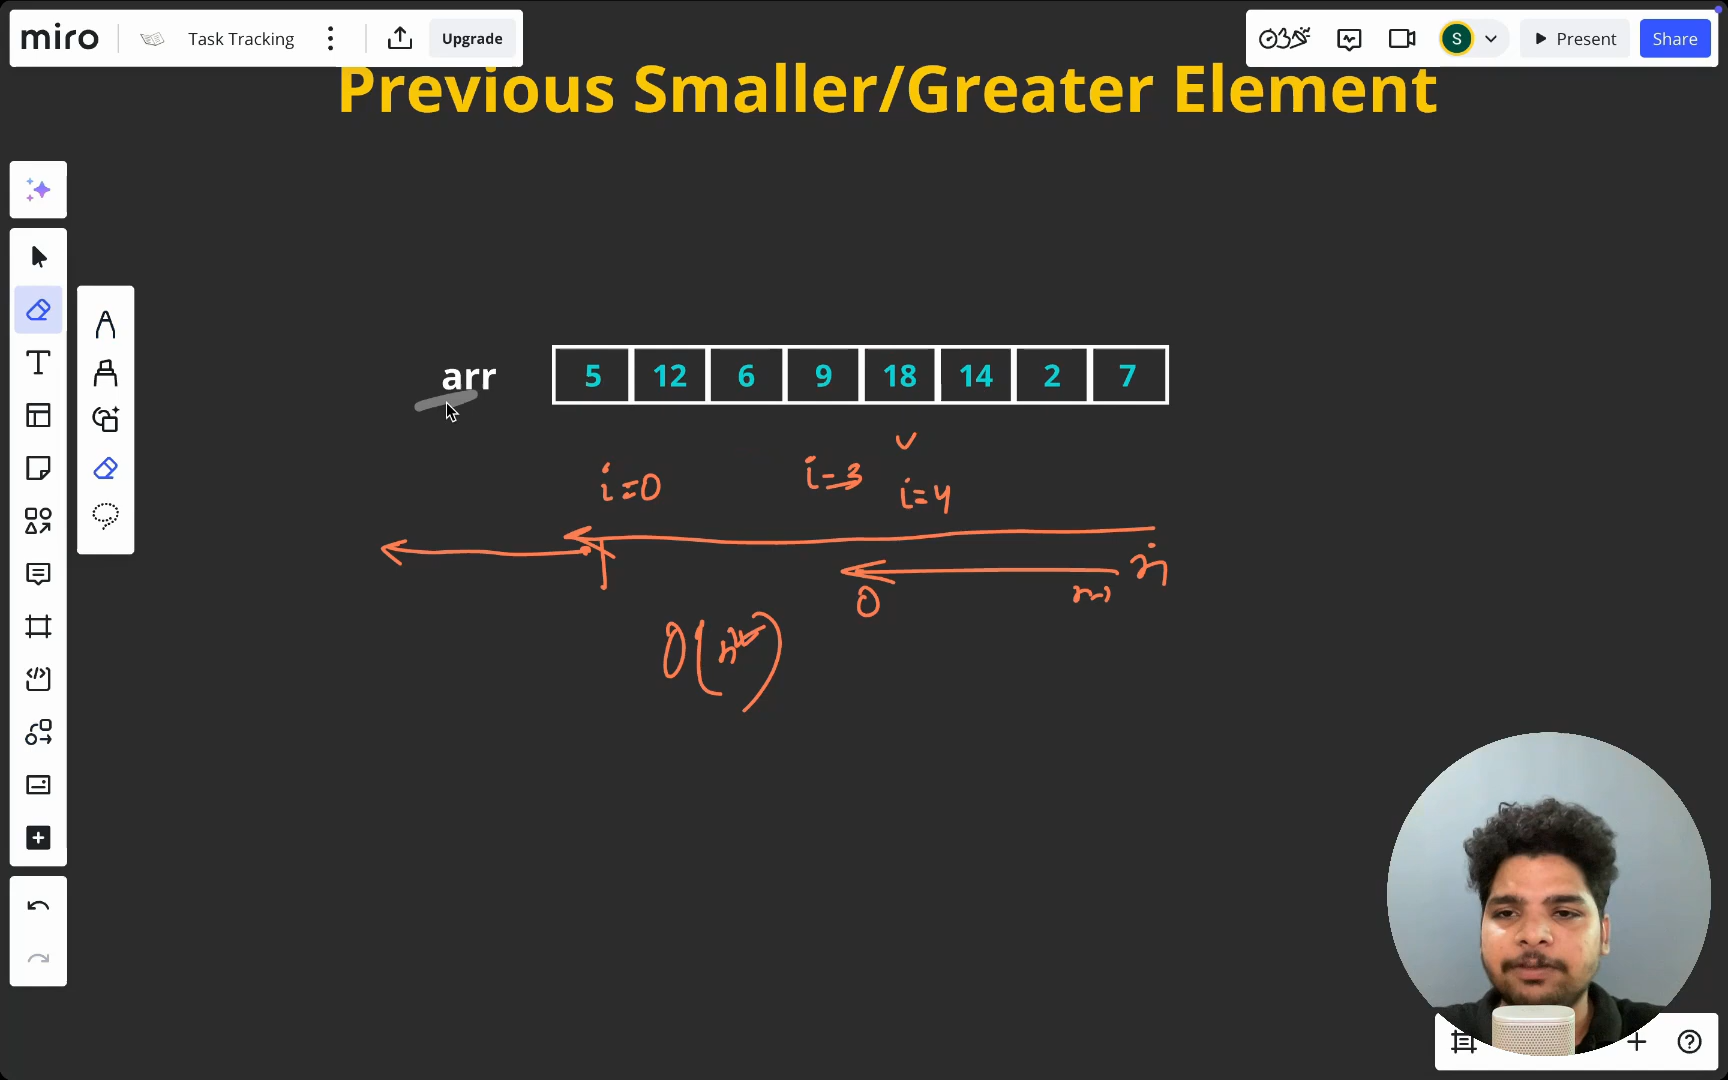 miro Task Tracking Upgrade S Present Share
Previous Smaller/Greater Element
arr 5 12 6 9 18 14 2 7
i=0 i=3 i=4
0
T